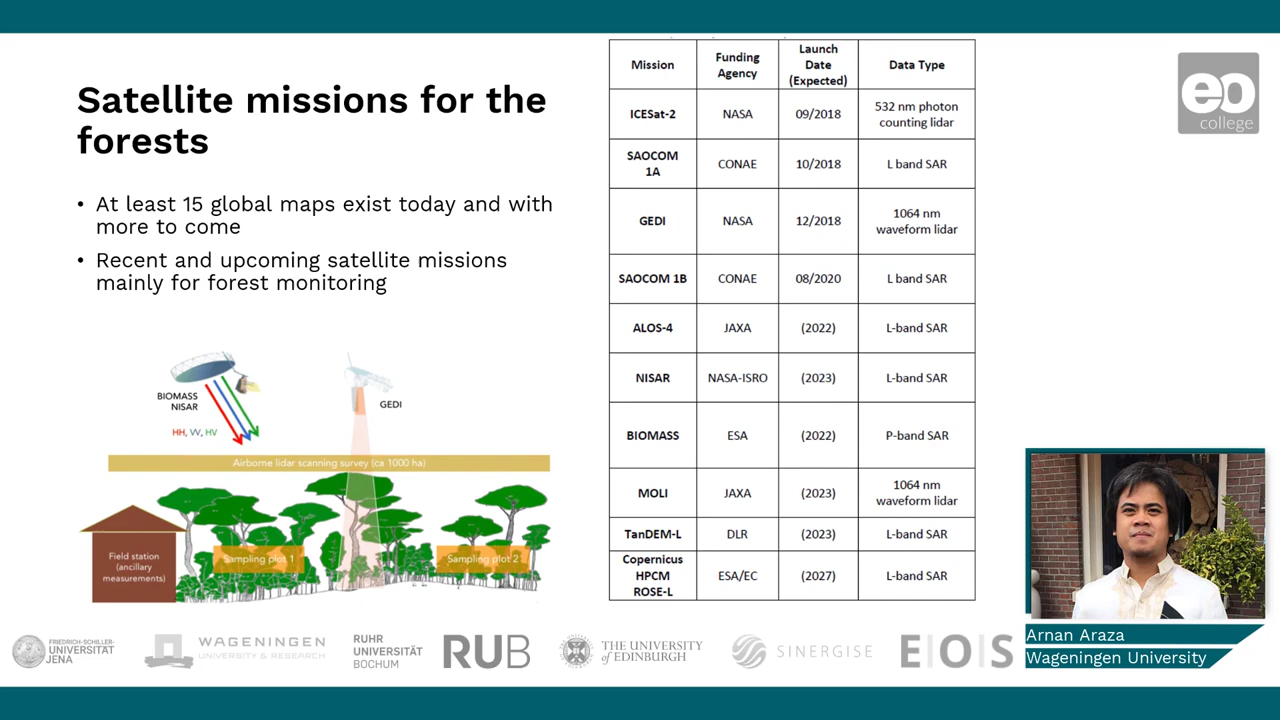 Satellite missions for the
forests
• At least 15 global maps exist today and with
more to come
• Recent and upcoming satellite missions
mainly for forest monitoring
BIOMASS
NISAR
HH, VV, HV
GEDI
Airborne lidar scanning survey (ca 1000 ha)
Field station
(ancillary
measurements)
Sampling plot 1
Sampling plot 2
Mission Funding Agency Launch Date (Expected) Data Type
ICESat-2 NASA 09/2018 532 nm photon counting lidar
SAOCOM 1A CONAE 10/2018 L band SAR
GEDI NASA 12/2018 1064 nm waveform lidar
SAOCOM 1B CONAE 08/2020 L band SAR
ALOS-4 JAXA (2022) L-band SAR
NISAR NASA-ISRO (2023) L-band SAR
BIOMASS ESA (2022) P-band SAR
MOLI JAXA (2023) 1064 nm waveform lidar
TanDEM-L DLR (2023) L-band SAR
Copernicus HPCM ROSE-L ESA/EC (2027) L-band SAR
eo
college
Arnan Araza
Wageningen University
FRIEDRICH-SCHILLER-
UNIVERSITÄT
JENA
WAGENINGEN
UNIVERSITY & RESEARCH
RUHR
UNIVERSITÄT
BOCHUM
RUB
THE UNIVERSITY
of EDINBURGH
SINERGISE
E|O|S